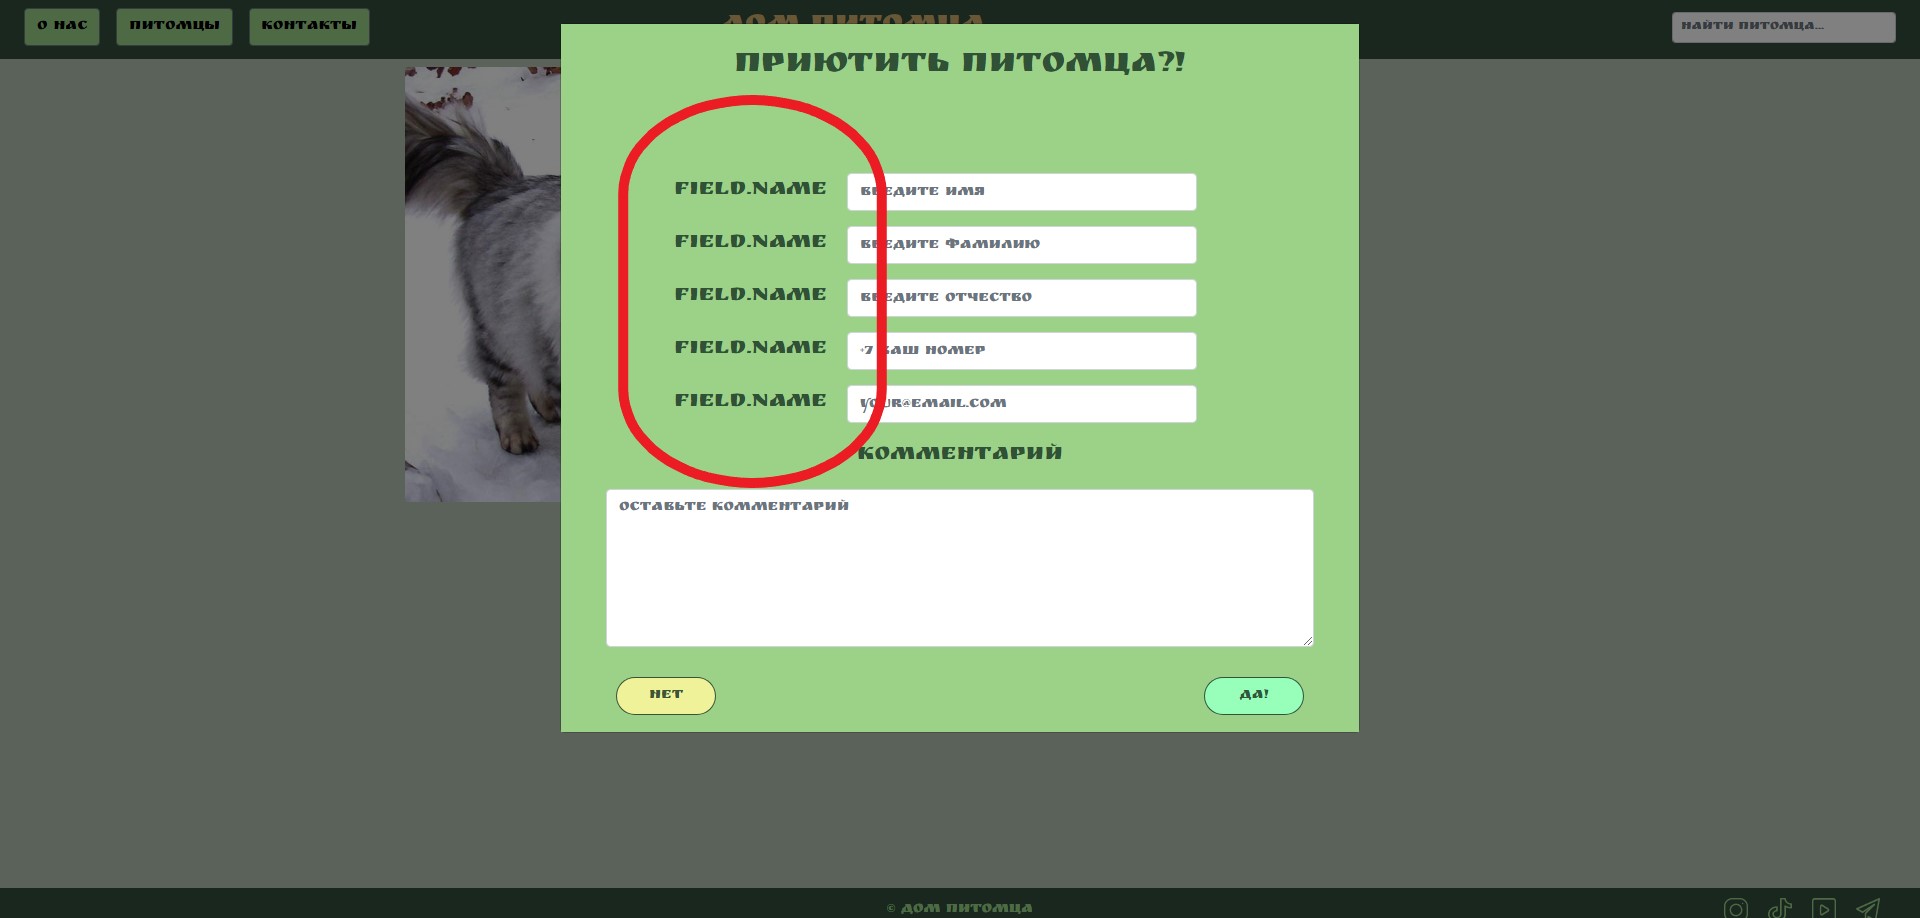 О НАС
ПИТОМЦЫ
КОНТАКТЫ
ДОМ ПИТОМЦА
НАЙТИ ПИТОМЦА...
ПРИЮТИТЬ ПИТОМЦА?!
FIELD.NAME
ВВЕДИТЕ ИМЯ
FIELD.NAME
ВВЕДИТЕ ФАМИЛИЮ
FIELD.NAME
ВВЕДИТЕ ОТЧЕСТВО
FIELD.NAME
+7 ВАШ НОМЕР
FIELD.NAME
YOUR@EMAIL.COM
КОММЕНТАРИЙ
ОСТАВЬТЕ КОММЕНТАРИЙ
НЕТ
ДА!
© ДОМ ПИТОМЦА